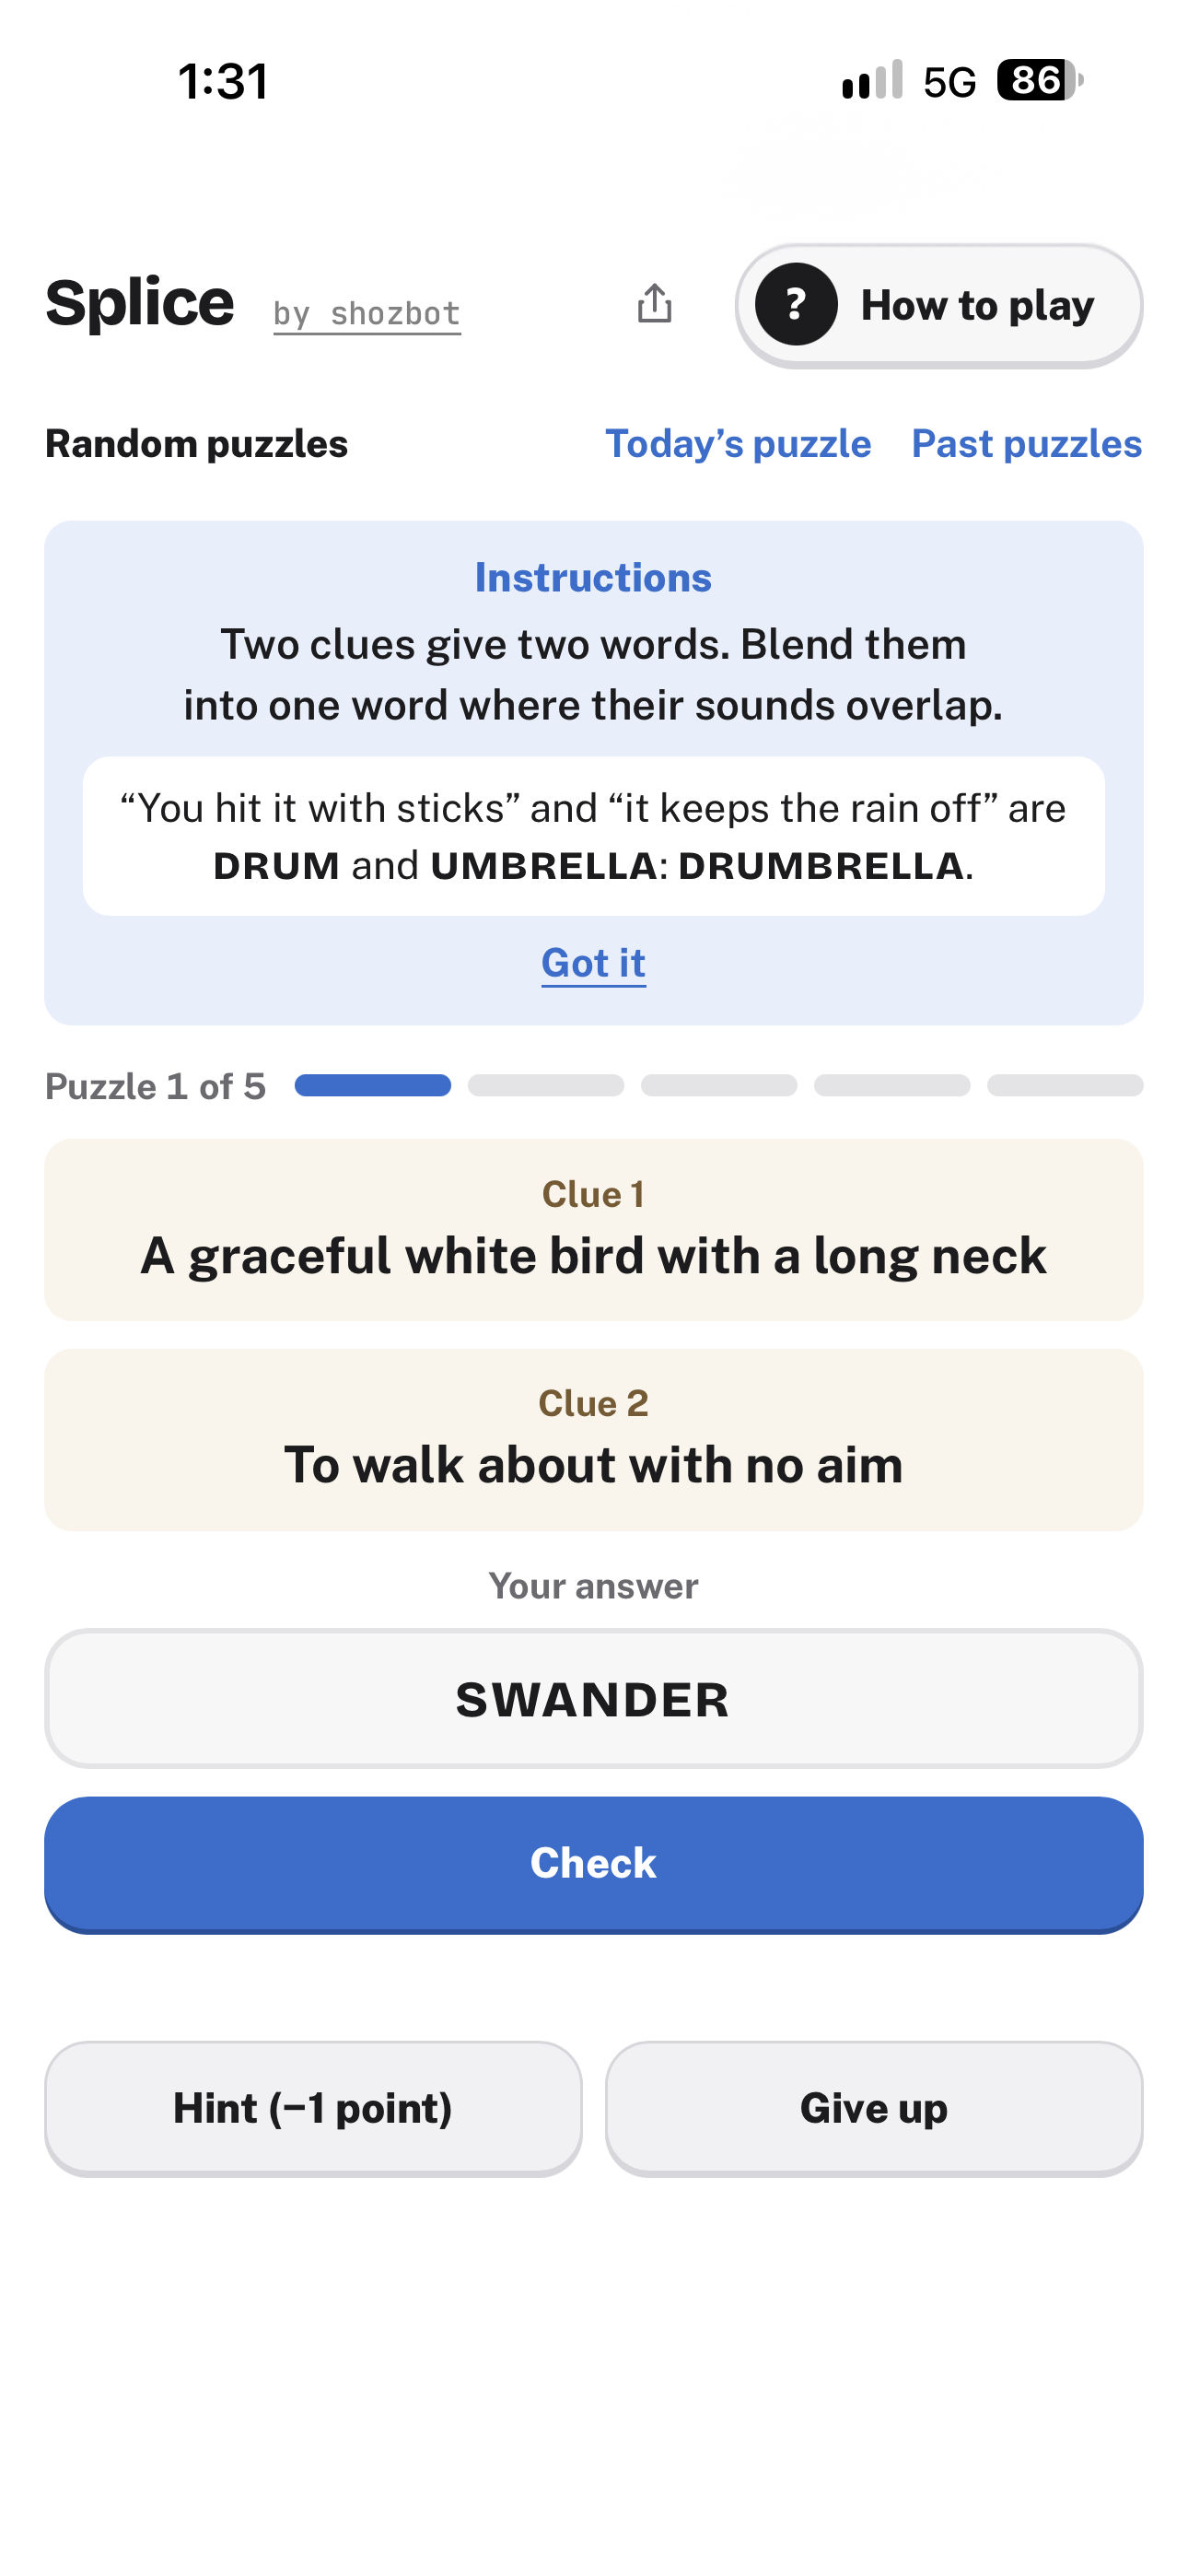 1:31
5G 86
Splice by shozbot
? How to play
Random puzzles Today’s puzzle Past puzzles
Instructions
Two clues give two words. Blend them
into one word where their sounds overlap.
“You hit it with sticks” and “it keeps the rain off” are
DRUM and UMBRELLA: DRUMBRELLA.
Got it
Puzzle 1 of 5
Clue 1
A graceful white bird with a long neck
Clue 2
To walk about with no aim
Your answer
SWANDER
Check
Hint (−1 point) Give up